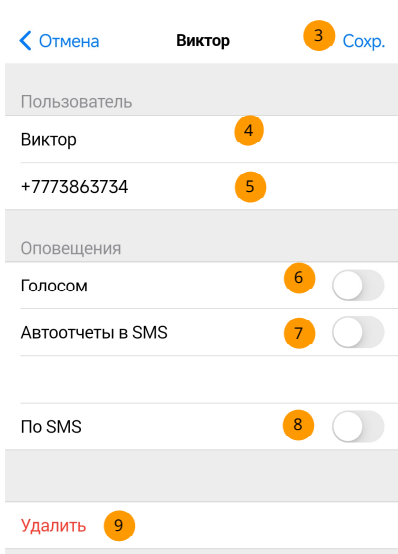 Отмена Виктор 3 Сохр.
Пользователь
Виктор 4
+7773863734 5
Оповещения
Голосом 6
Автоотчеты в SMS 7
По SMS 8
Удалить 9